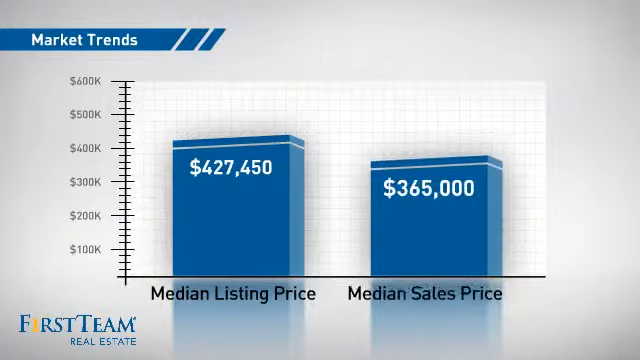 Market Trends
$600K
$500K
$400K
$300K
$200K
$100K
$427,450
$365,000
Median Listing Price
Median Sales Price
FIRSTTEAM®
REAL ESTATE